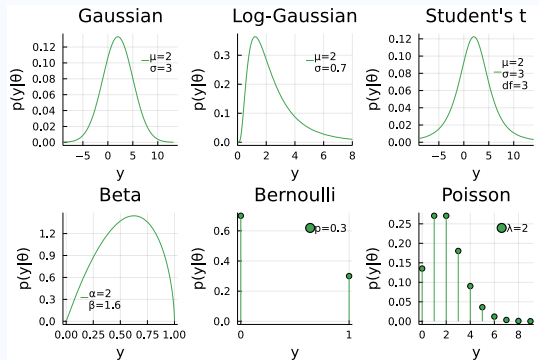 Gaussian
p(y|θ)
0.12
0.10
0.08
0.06
0.04
0.02
0.00
μ=2
σ=3
−5
0
5
10
y
Log-Gaussian
p(y|θ)
0.3
0.2
0.1
0.0
μ=2
σ=0.7
0
2
4
6
8
y
Student's t
p(y|θ)
0.12
0.10
0.08
0.06
0.04
0.02
0.00
μ=2
σ=3
df=3
−5
0
5
10
y
Beta
p(y|θ)
1.2
0.9
0.6
0.3
0.0
α=2
β=1.6
0.00
0.25
0.50
0.75
1.00
y
Bernoulli
p(y|θ)
0.6
0.4
0.2
0.0
p=0.3
0
1
y
Poisson
p(y|θ)
0.25
0.20
0.15
0.10
0.05
0.00
λ=2
0
2
4
6
8
y